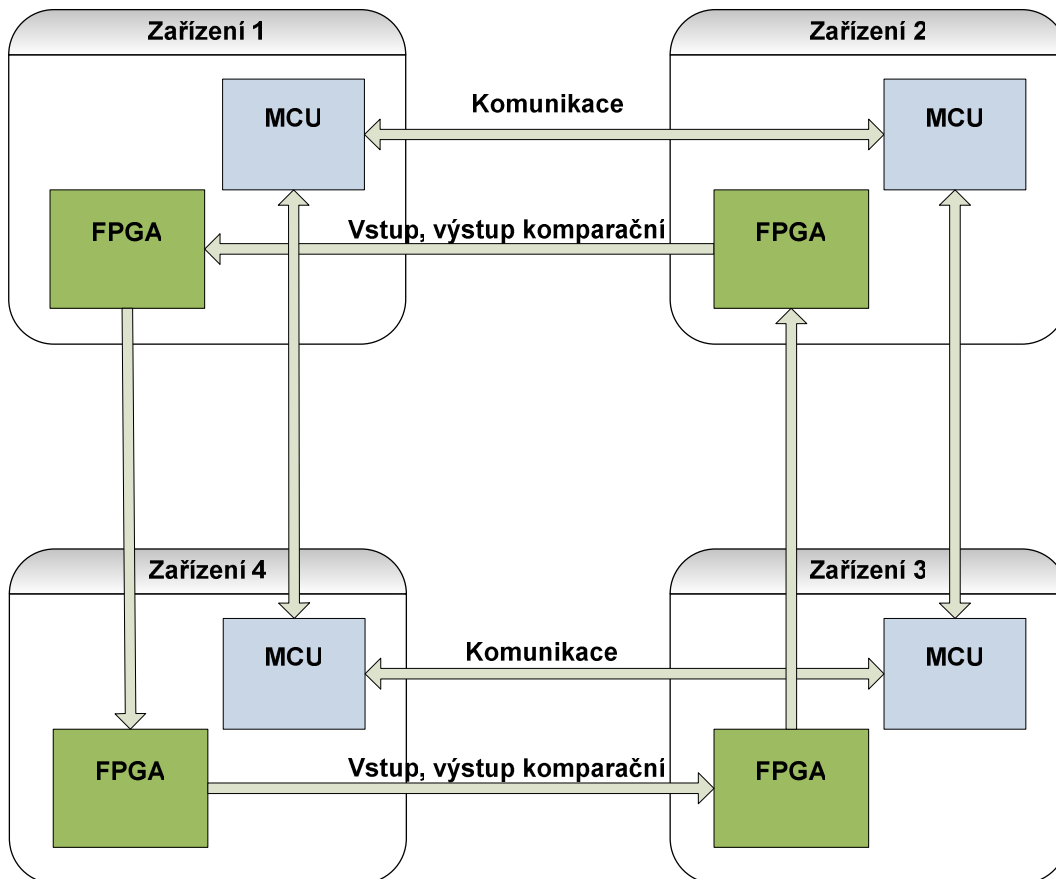 Zařízení 1
Zařízení 2
MCU
Komunikace
MCU
FPGA
Vstup, výstup komparační
FPGA
Zařízení 4
Zařízení 3
MCU
Komunikace
MCU
FPGA
Vstup, výstup komparační
FPGA